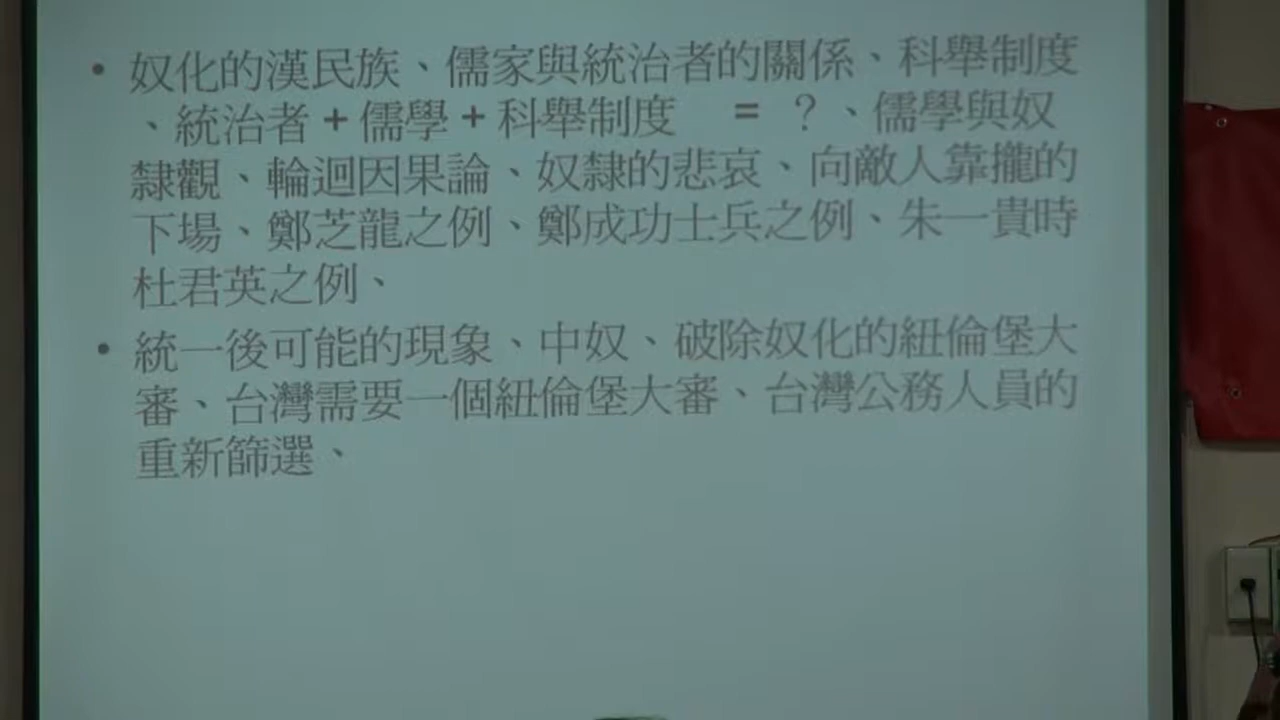 • 奴化的漢民族、儒家與統治者的關係、科舉制度
、統治者 + 儒學 + 科舉制度 = ？、儒學與奴
隸觀、輪迴因果論、奴隸的悲哀、向敵人靠攏的
下場、鄭芝龍之例、鄭成功士兵之例、朱一貴時
杜君英之例、
• 統一後可能的現象、中奴、破除奴化的紐倫堡大
審、台灣需要一個紐倫堡大審、台灣公務人員的
重新篩選、